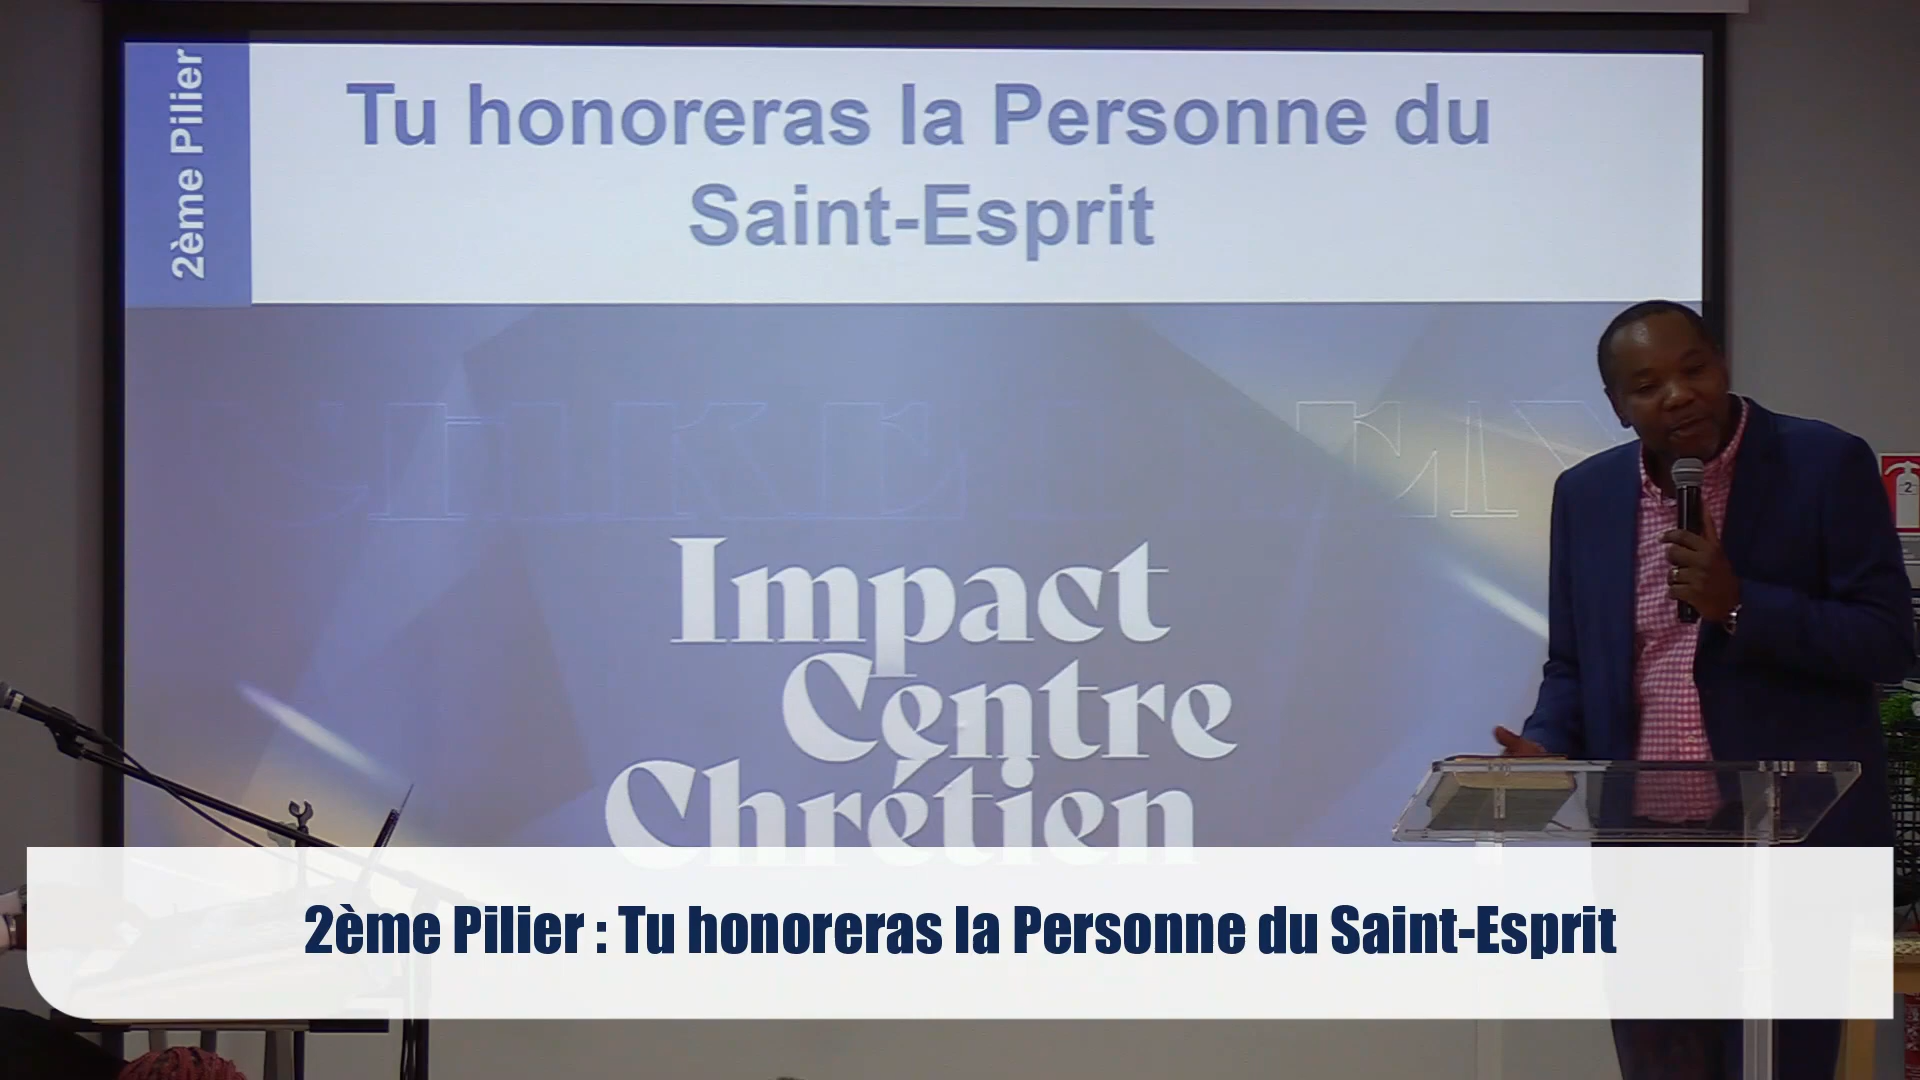 2ème Pilier
Tu honoreras la Personne du
Saint-Esprit
Impact
Centre
Chrétien
2
2ème Pilier : Tu honoreras la Personne du Saint-Esprit